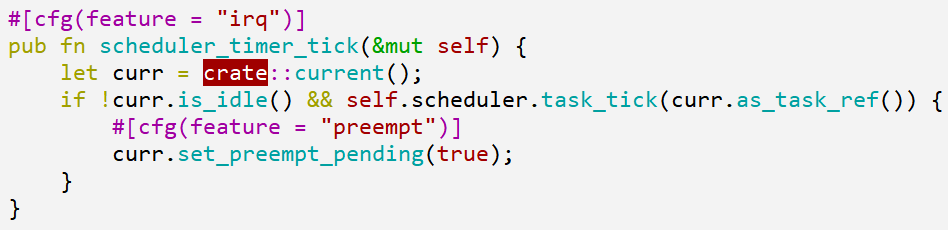 #[cfg(feature = "irq")]
pub fn scheduler_timer_tick(&mut self) {
    let curr = crate::current();
    if !curr.is_idle() && self.scheduler.task_tick(curr.as_task_ref()) {
        #[cfg(feature = "preempt")]
        curr.set_preempt_pending(true);
    }
}